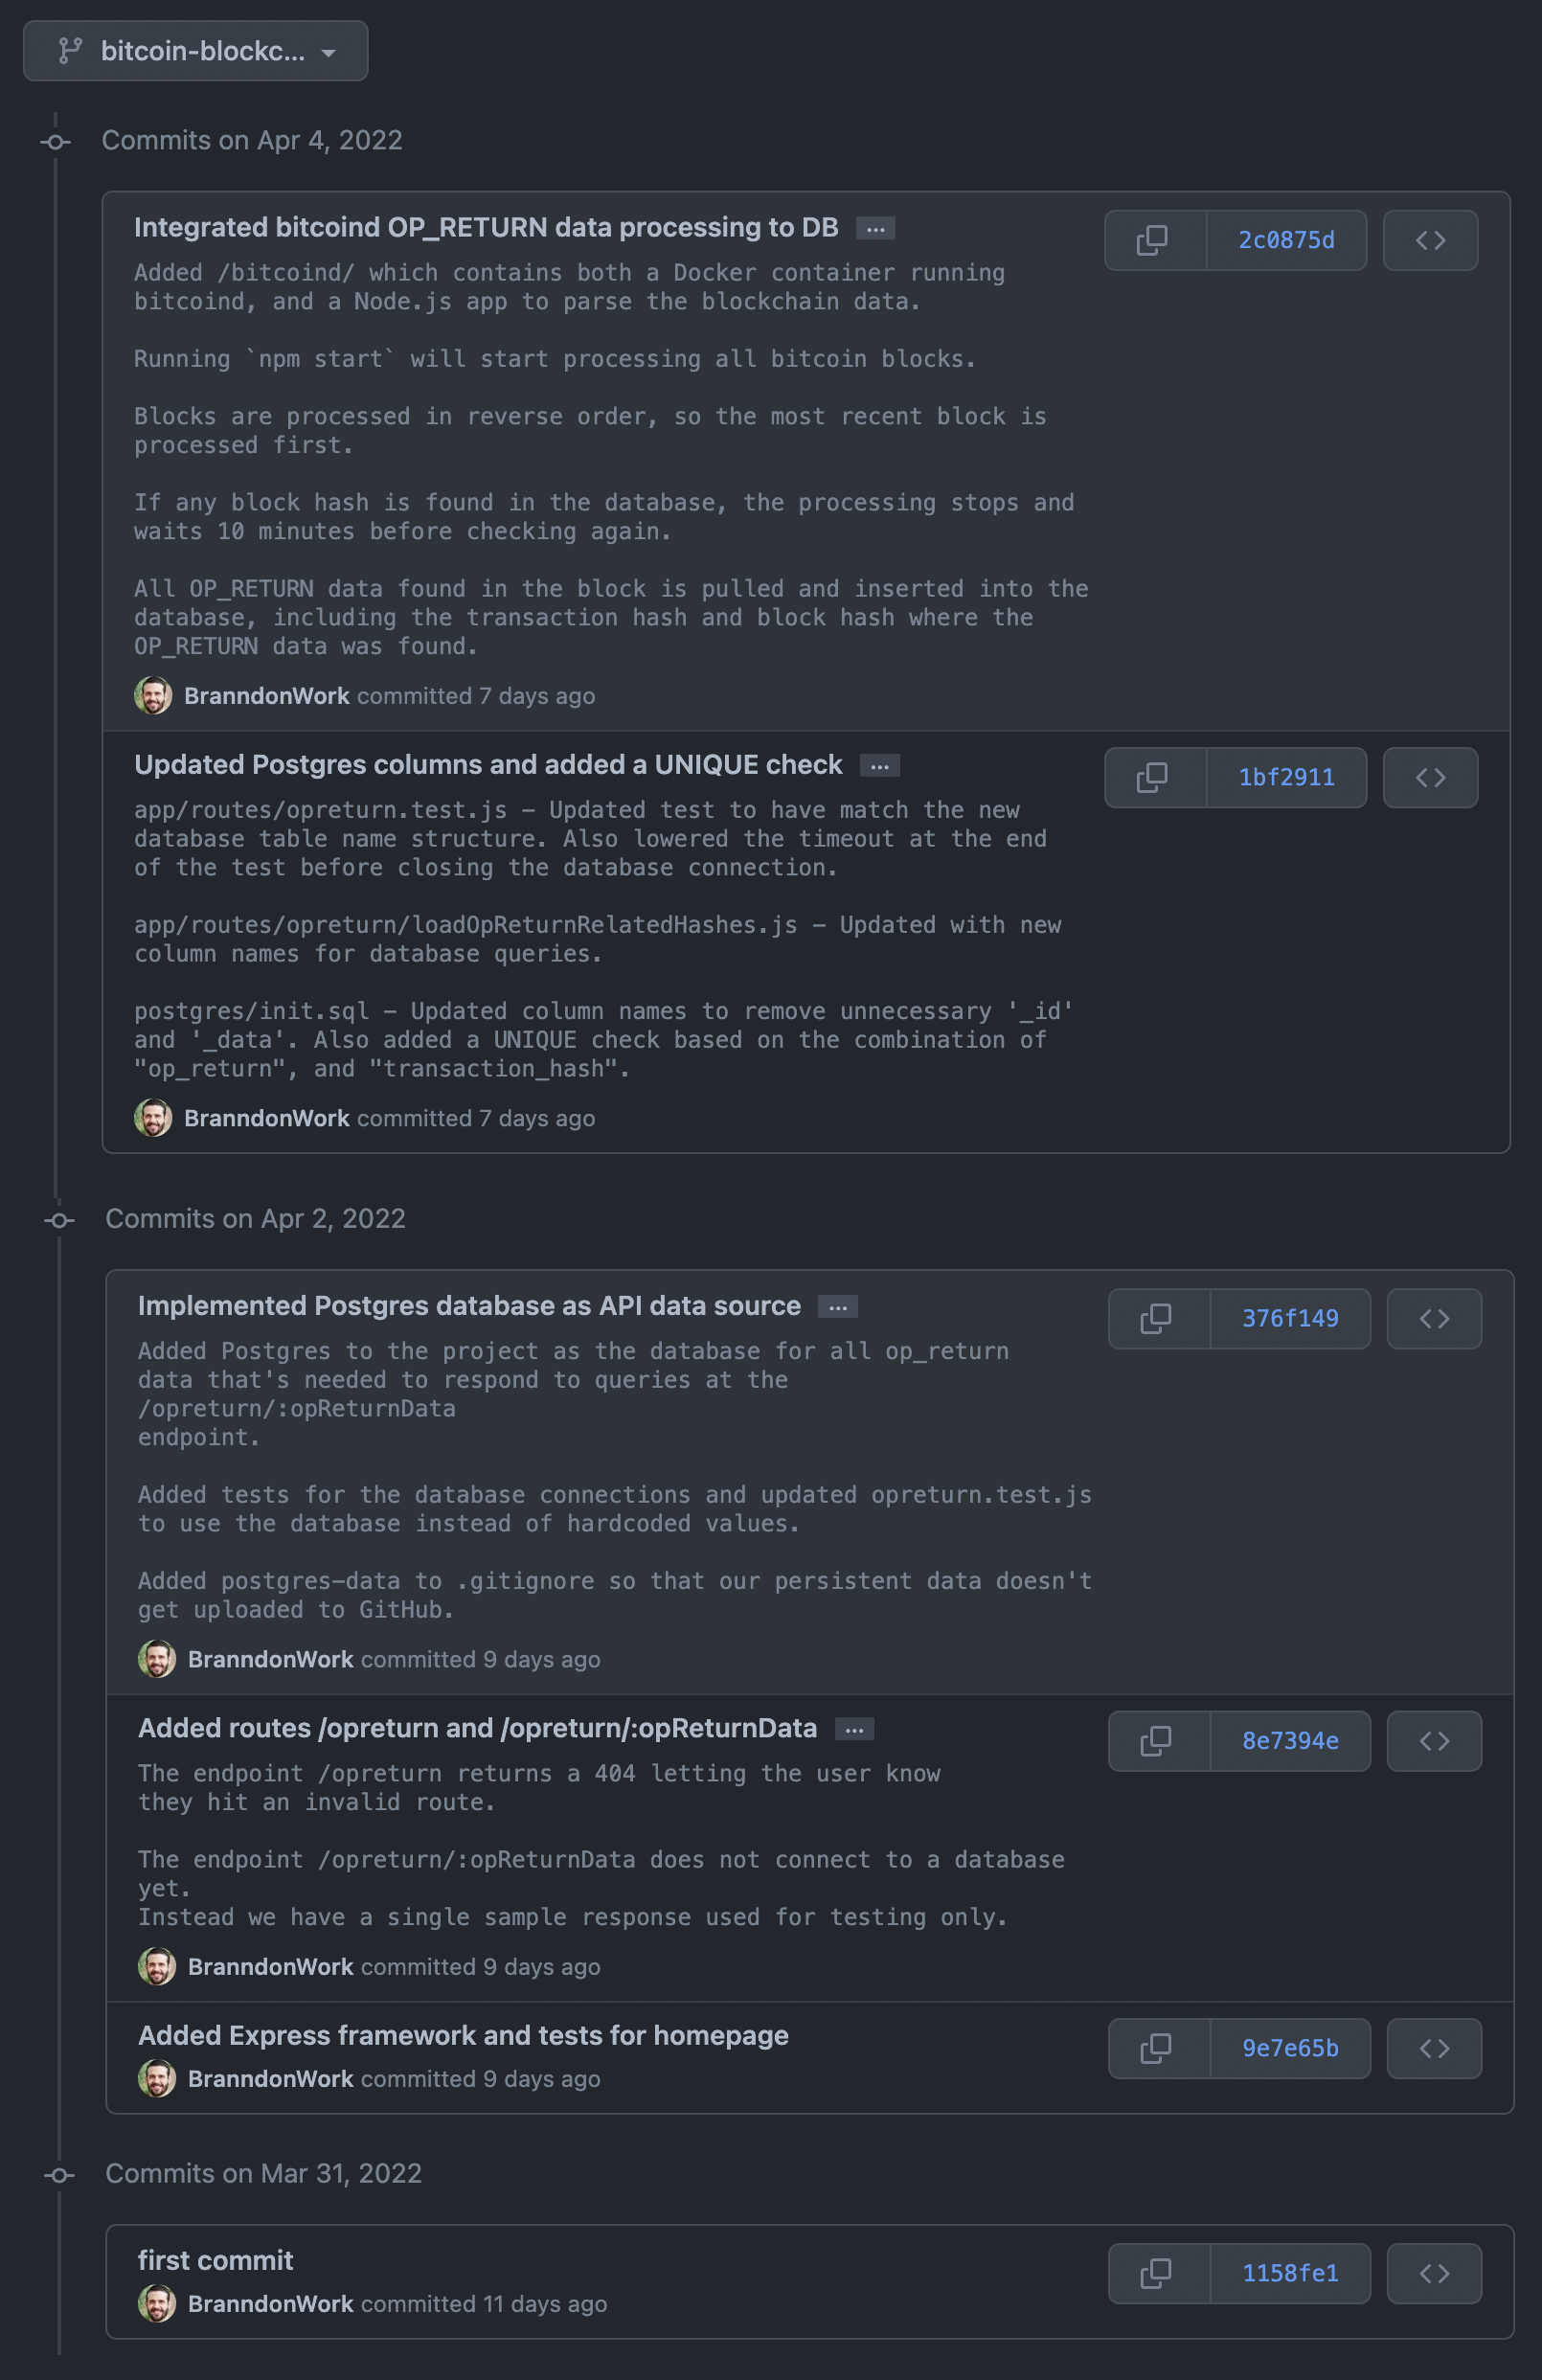 bitcoin-blockc...
Commits on Apr 4, 2022
Integrated bitcoind OP_RETURN data processing to DB ...
2c0875d
Added /bitcoind/ which contains both a Docker container running
bitcoind, and a Node.js app to parse the blockchain data.
Running `npm start` will start processing all bitcoin blocks.
Blocks are processed in reverse order, so the most recent block is
processed first.
If any block hash is found in the database, the processing stops and
waits 10 minutes before checking again.
All OP_RETURN data found in the block is pulled and inserted into the
database, including the transaction hash and block hash where the
OP_RETURN data was found.
BranndonWork committed 7 days ago
Updated Postgres columns and added a UNIQUE check ...
1bf2911
app/routes/opreturn.test.js – Updated test to have match the new
database table name structure. Also lowered the timeout at the end
of the test before closing the database connection.
app/routes/opreturn/loadOpReturnRelatedHashes.js – Updated with new
column names for database queries.
postgres/init.sql – Updated column names to remove unnecessary '_id'
and '_data'. Also added a UNIQUE check based on the combination of
"op_return", and "transaction_hash".
BranndonWork committed 7 days ago
Commits on Apr 2, 2022
Implemented Postgres database as API data source ...
376f149
Added Postgres to the project as the database for all op_return
data that's needed to respond to queries at the
/opreturn/:opReturnData
endpoint.
Added tests for the database connections and updated opreturn.test.js
to use the database instead of hardcoded values.
Added postgres–data to .gitignore so that our persistent data doesn't
get uploaded to GitHub.
BranndonWork committed 9 days ago
Added routes /opreturn and /opreturn/:opReturnData ...
8e7394e
The endpoint /opreturn returns a 404 letting the user know
they hit an invalid route.
The endpoint /opreturn/:opReturnData does not connect to a database
yet.
Instead we have a single sample response used for testing only.
BranndonWork committed 9 days ago
Added Express framework and tests for homepage
9e7e65b
BranndonWork committed 9 days ago
Commits on Mar 31, 2022
first commit
1158fe1
BranndonWork committed 11 days ago